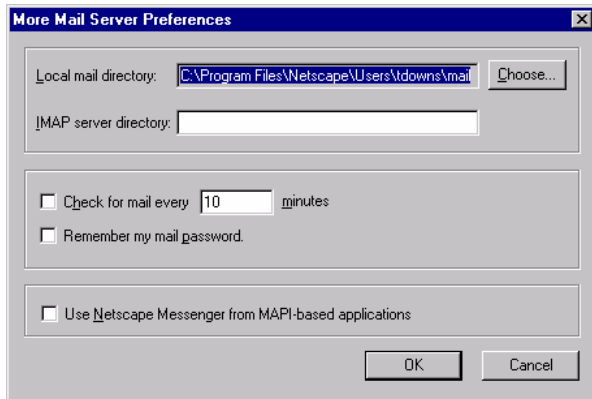 More Mail Server Preferences
Local mail directory: C:\Program Files\Netscape\Users\tdowns\mail Choose...
IMAP server directory:
Check for mail every 10 minutes
Remember my mail password.
Use Netscape Messenger from MAPI-based applications
OK Cancel